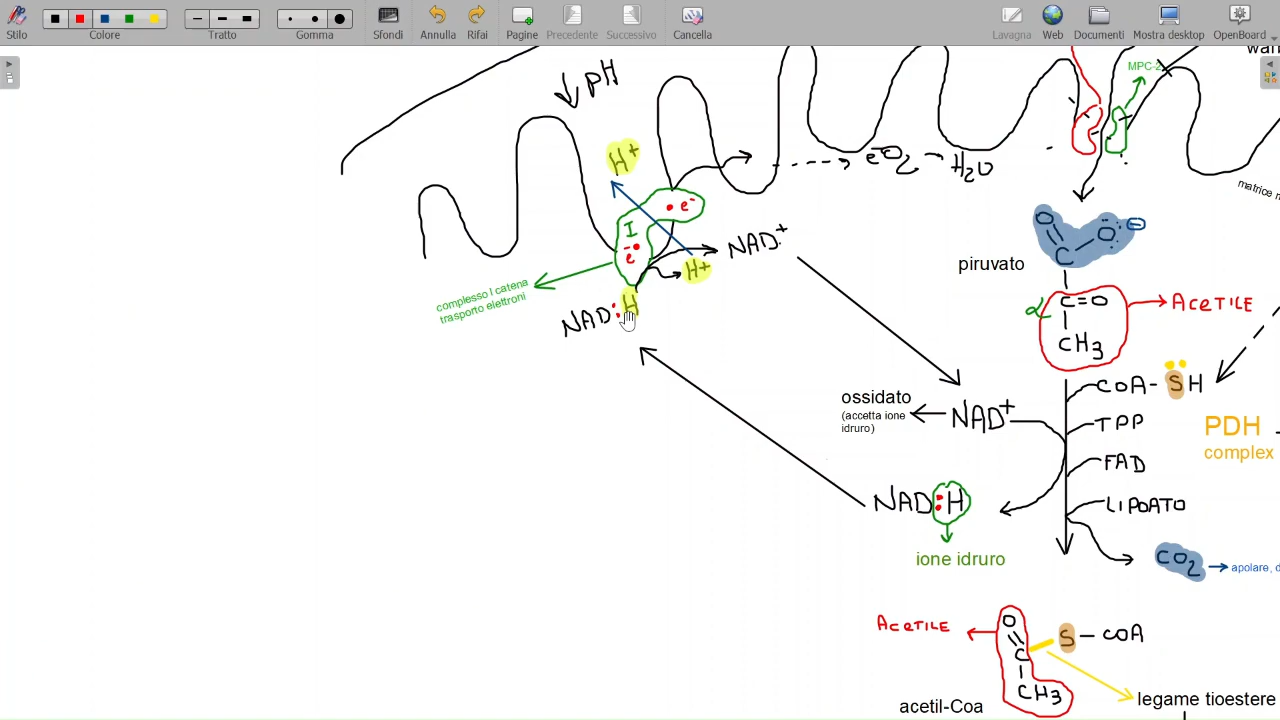 Stilo
Colore
Tratto
Gomma
Sfondi
Annulla
Rifai
Pagine
Precedente
Successivo
Cancella
Lavagna
Web
Documenti
Mostra desktop
OpenBoard
MPC-2
↓ pH
H+
e- O2 → H2O
matrice
e-
I
e-
H+
NAD+
complesso I catena
trasporto elettroni
NAD:H
piruvato
O
O-
C
α C=O
CH3
ACETILE
ossidato
(accetta ione
idruro)
NAD+
COA-SH
TPP
FAD
LIPOATO
PDH
complex
NAD:H
ione idruro
CO2
apolare,
ACETILE
O
C
CH3
S - COA
acetil-Coa
legame tioestere